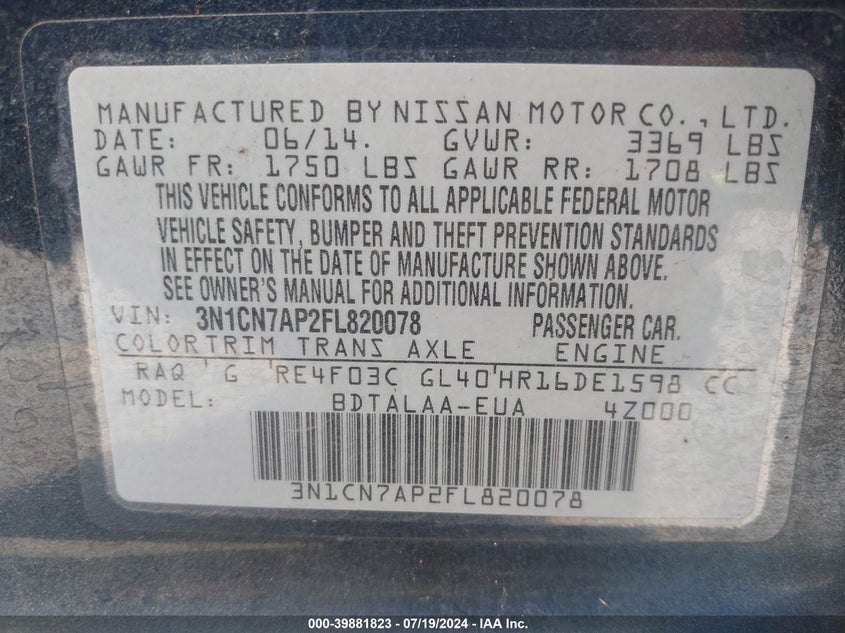 MANUFACTURED BY NISSAN MOTOR CO., LTD.
DATE: 06/14. GVWR: 3369 LBS
GAWR FR: 1750 LBS GAWR RR: 1708 LBS
THIS VEHICLE CONFORMS TO ALL APPLICABLE FEDERAL MOTOR
VEHICLE SAFETY, BUMPER AND THEFT PREVENTION STANDARDS
IN EFFECT ON THE DATE OF MANUFACTURE SHOWN ABOVE.
SEE OWNER'S MANUAL FOR ADDITIONAL INFORMATION.
VIN: 3N1CN7AP2FL820078 PASSENGER CAR.
COLORTRIM TRANS AXLE ENGINE
RAQ ' G 'RE4F03C GL40'HR16DE1598 CC
MODEL: BDTALAA-EUA 4Z000
3N1CN7AP2FL820078
000-39881823 - 07/19/2024 - IAA Inc.